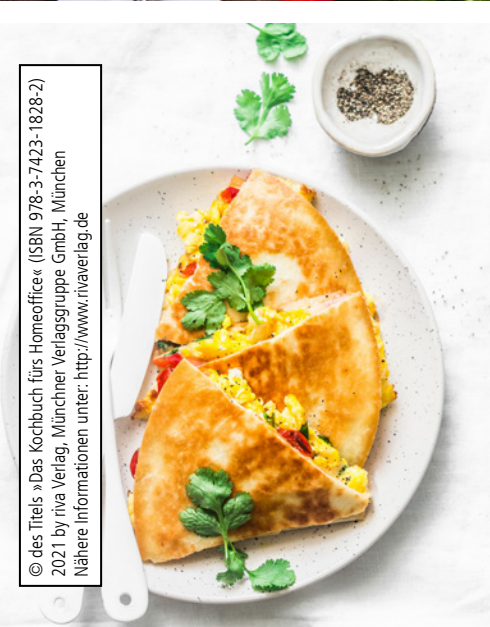 © des Titels »Das Kochbuch fürs Homeoffice« (ISBN 978-3-7423-1828-2)
2021 by riva Verlag, Münchner Verlagsgruppe GmbH, München
Nähere Informationen unter: http://www.rivaverlag.de